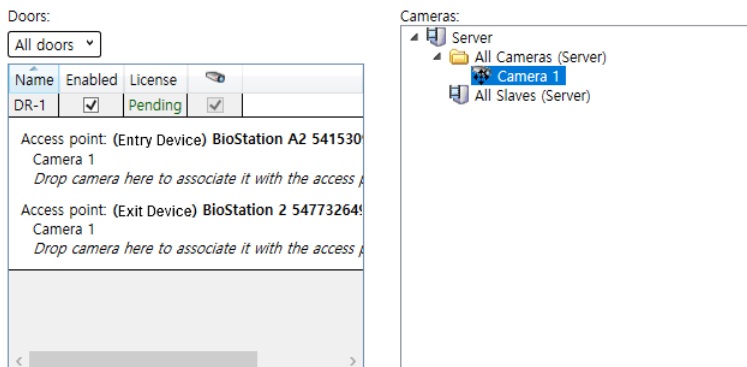 Doors:
All doors
Name Enabled License
DR-1 Pending
Access point: (Entry Device) BioStation A2 541530
Camera 1
Drop camera here to associate it with the access
Access point: (Exit Device) BioStation 2 54773264
Camera 1
Drop camera here to associate it with the access
Cameras:
Server
All Cameras (Server)
Camera 1
All Slaves (Server)